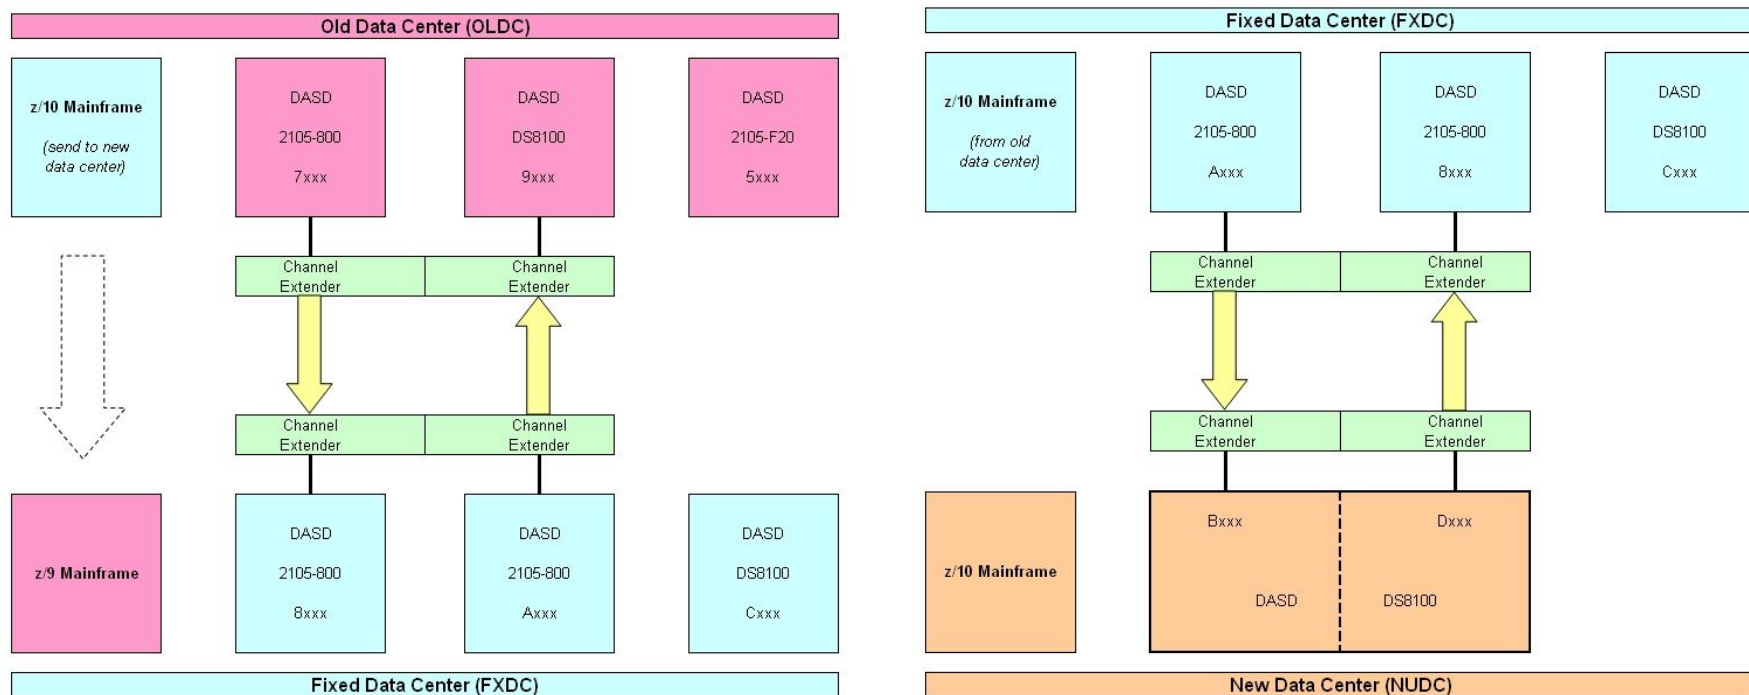 Old Data Center (OLDC)
z/10 Mainframe
(send to new
data center)
DASD
2105-800
7xxx
DASD
DS8100
9xxx
DASD
2105-F20
5xxx
Channel
Extender
Channel
Extender
Channel
Extender
Channel
Extender
z/9 Mainframe
DASD
2105-800
8xxx
DASD
2105-800
Axxx
DASD
DS8100
Cxxx
Fixed Data Center (FXDC)
Fixed Data Center (FXDC)
z/10 Mainframe
(from old
data center)
DASD
2105-800
Axxx
DASD
2105-800
8xxx
DASD
DS8100
Cxxx
Channel
Extender
Channel
Extender
Channel
Extender
Channel
Extender
z/10 Mainframe
Bxxx
Dxxx
DASD
DS8100
New Data Center (NUDC)